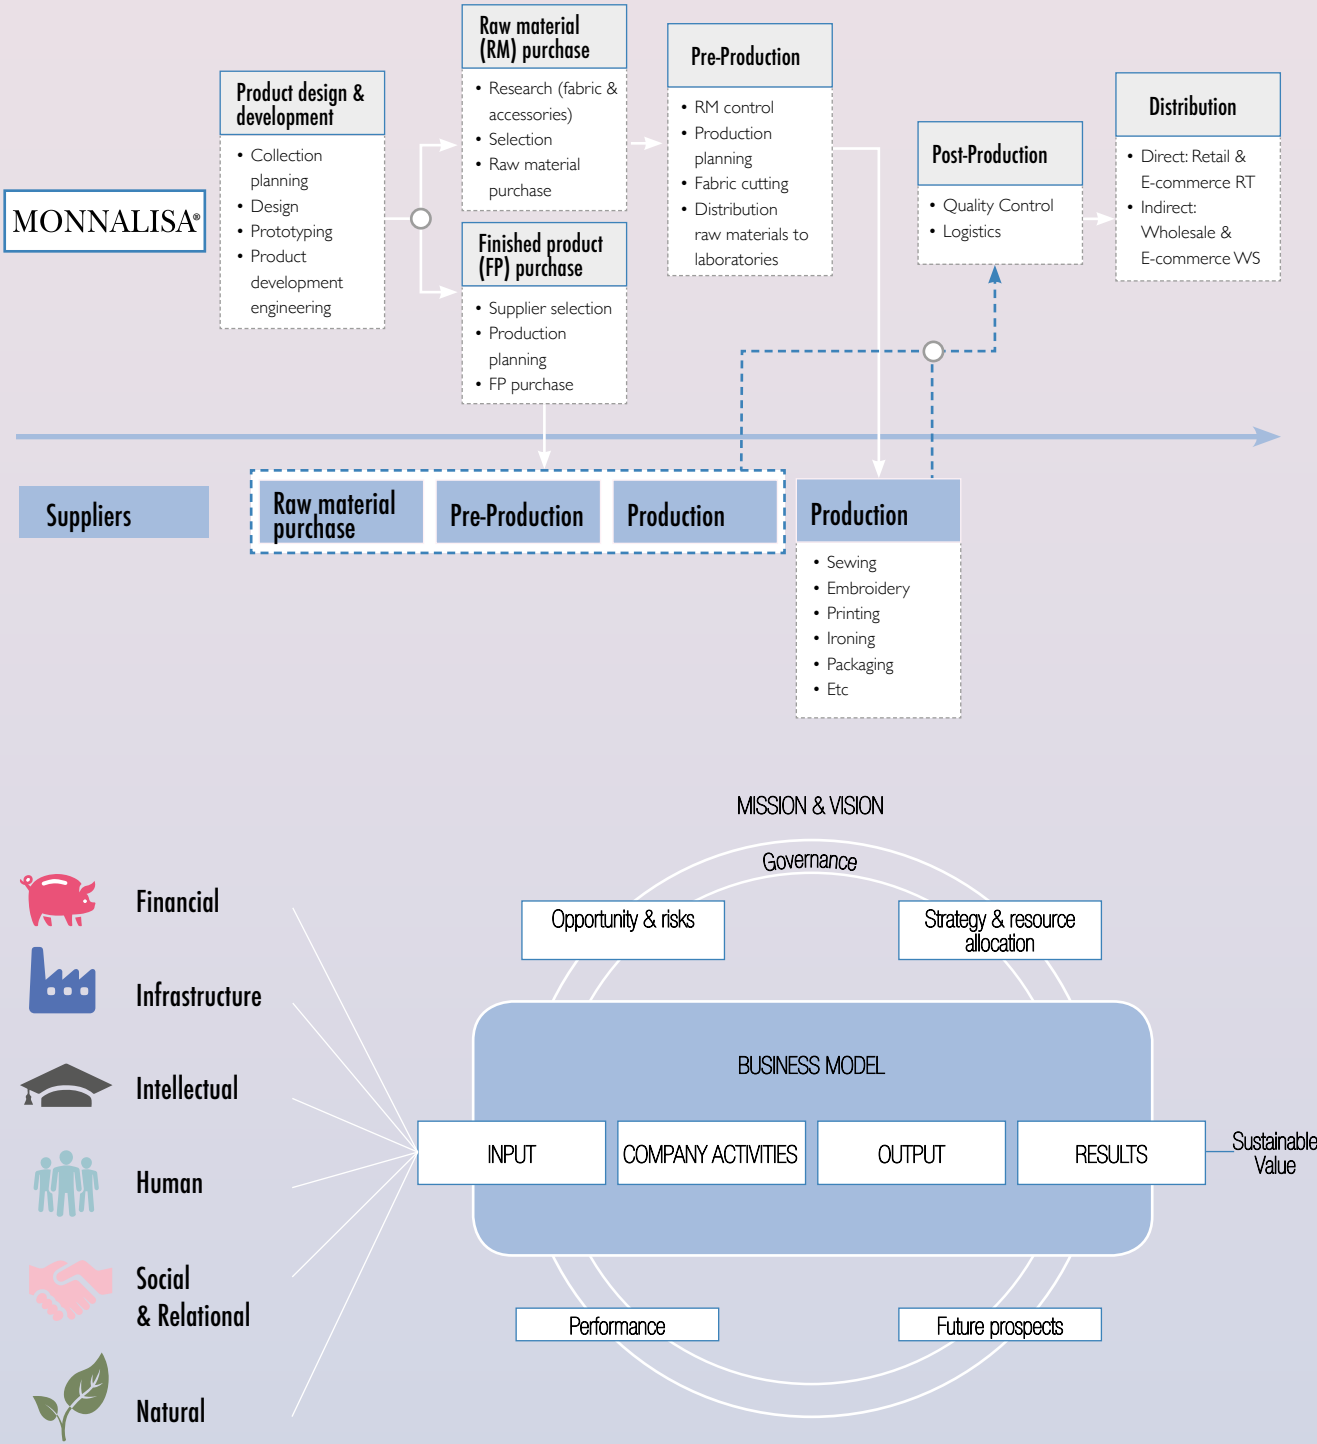 MONNALISA®
Product design &
development
• Collection
planning
• Design
• Prototyping
• Product
development
engineering
Raw material
(RM) purchase
• Research (fabric &
accessories)
• Selection
• Raw material
purchase
Finished product
(FP) purchase
• Supplier selection
• Production
planning
• FP purchase
Pre-Production
• RM control
• Production
planning
• Fabric cutting
• Distribution
raw materials to
laboratories
Post-Production
• Quality Control
• Logistics
Distribution
• Direct: Retail &
E-commerce RT
• Indirect:
Wholesale &
E-commerce WS
Suppliers
Raw material
purchase
Pre-Production
Production
Production
• Sewing
• Embroidery
• Printing
• Ironing
• Packaging
• Etc
Financial
Infrastructure
Intellectual
Human
Social
& Relational
Natural
MISSION & VISION
Governance
Opportunity & risks
Strategy & resource
allocation
BUSINESS MODEL
INPUT
COMPANY ACTIVITIES
OUTPUT
RESULTS
Sustainable
Value
Performance
Future prospects